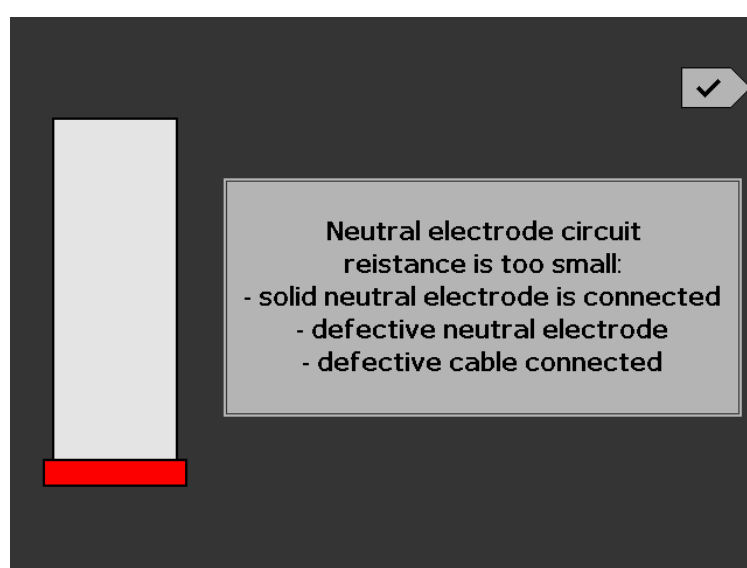 Neutral electrode circuit
reistance is too small:
- solid neutral electrode is connected
- defective neutral electrode
- defective cable connected